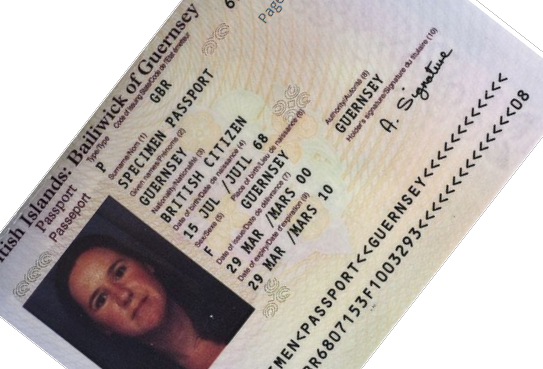 British Islands: Bailiwick of Guernsey
Passport
Passeport
Type/Type
Code of Issuing State/Code de l'Etat émetteur
P
GBR
Surname/Nom (1)
SPECIMEN PASSPORT
Given names/Prénoms (2)
GUERNSEY
Nationality/Nationalité (3)
BRITISH CITIZEN
Date of birth/Date de naissance (4)
15 JUL /JUIL 68
Sex/Sexe (5)
Place of birth/Lieu de naissance (6)
F
GUERNSEY
Date of issue/Date de délivrance (7)
29 MAR /MARS 00
Date of expiry/Date d'expiration (9)
29 MAR /MARS 10
Authority/Autorité (8)
GUERNSEY
Holder's signature/Signature du titulaire (10)
A. Signature
MEN<PASSPORT<<GUERNSEY<<<<<<<<<<<<<
BR6807153F1003293<<<<<<<<<<<<<<08